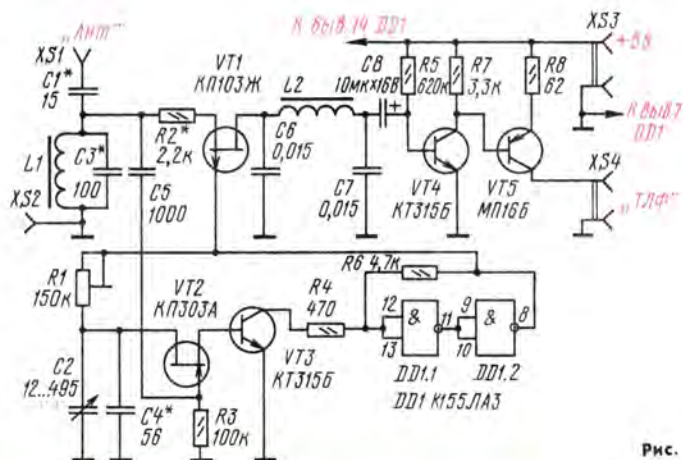 „Ант"
XS1
C1*
15
L1
C3*
100
XS2
R2*
2,2к
C5
1000
VT1
КП103Ж
L2
C6
0,015
C7
0,015
К выв.14 DD1
C8
10мк×16В
R5
620к
R7
3,3к
R8
62
XS3
+3В
К выв.7
DD1
VT4
КТ315Б
VT5
МП16Б
XS4
„ТЛФ"
R1
150к
C2
12...495
C4*
56
VT2
КП303А
R3
100к
VT3
КТ315Б
R4
470
R6 4,7к
12
13
&
11
9
10
&
8
DD1.1
DD1.2
DD1 К155ЛА3
Рис.